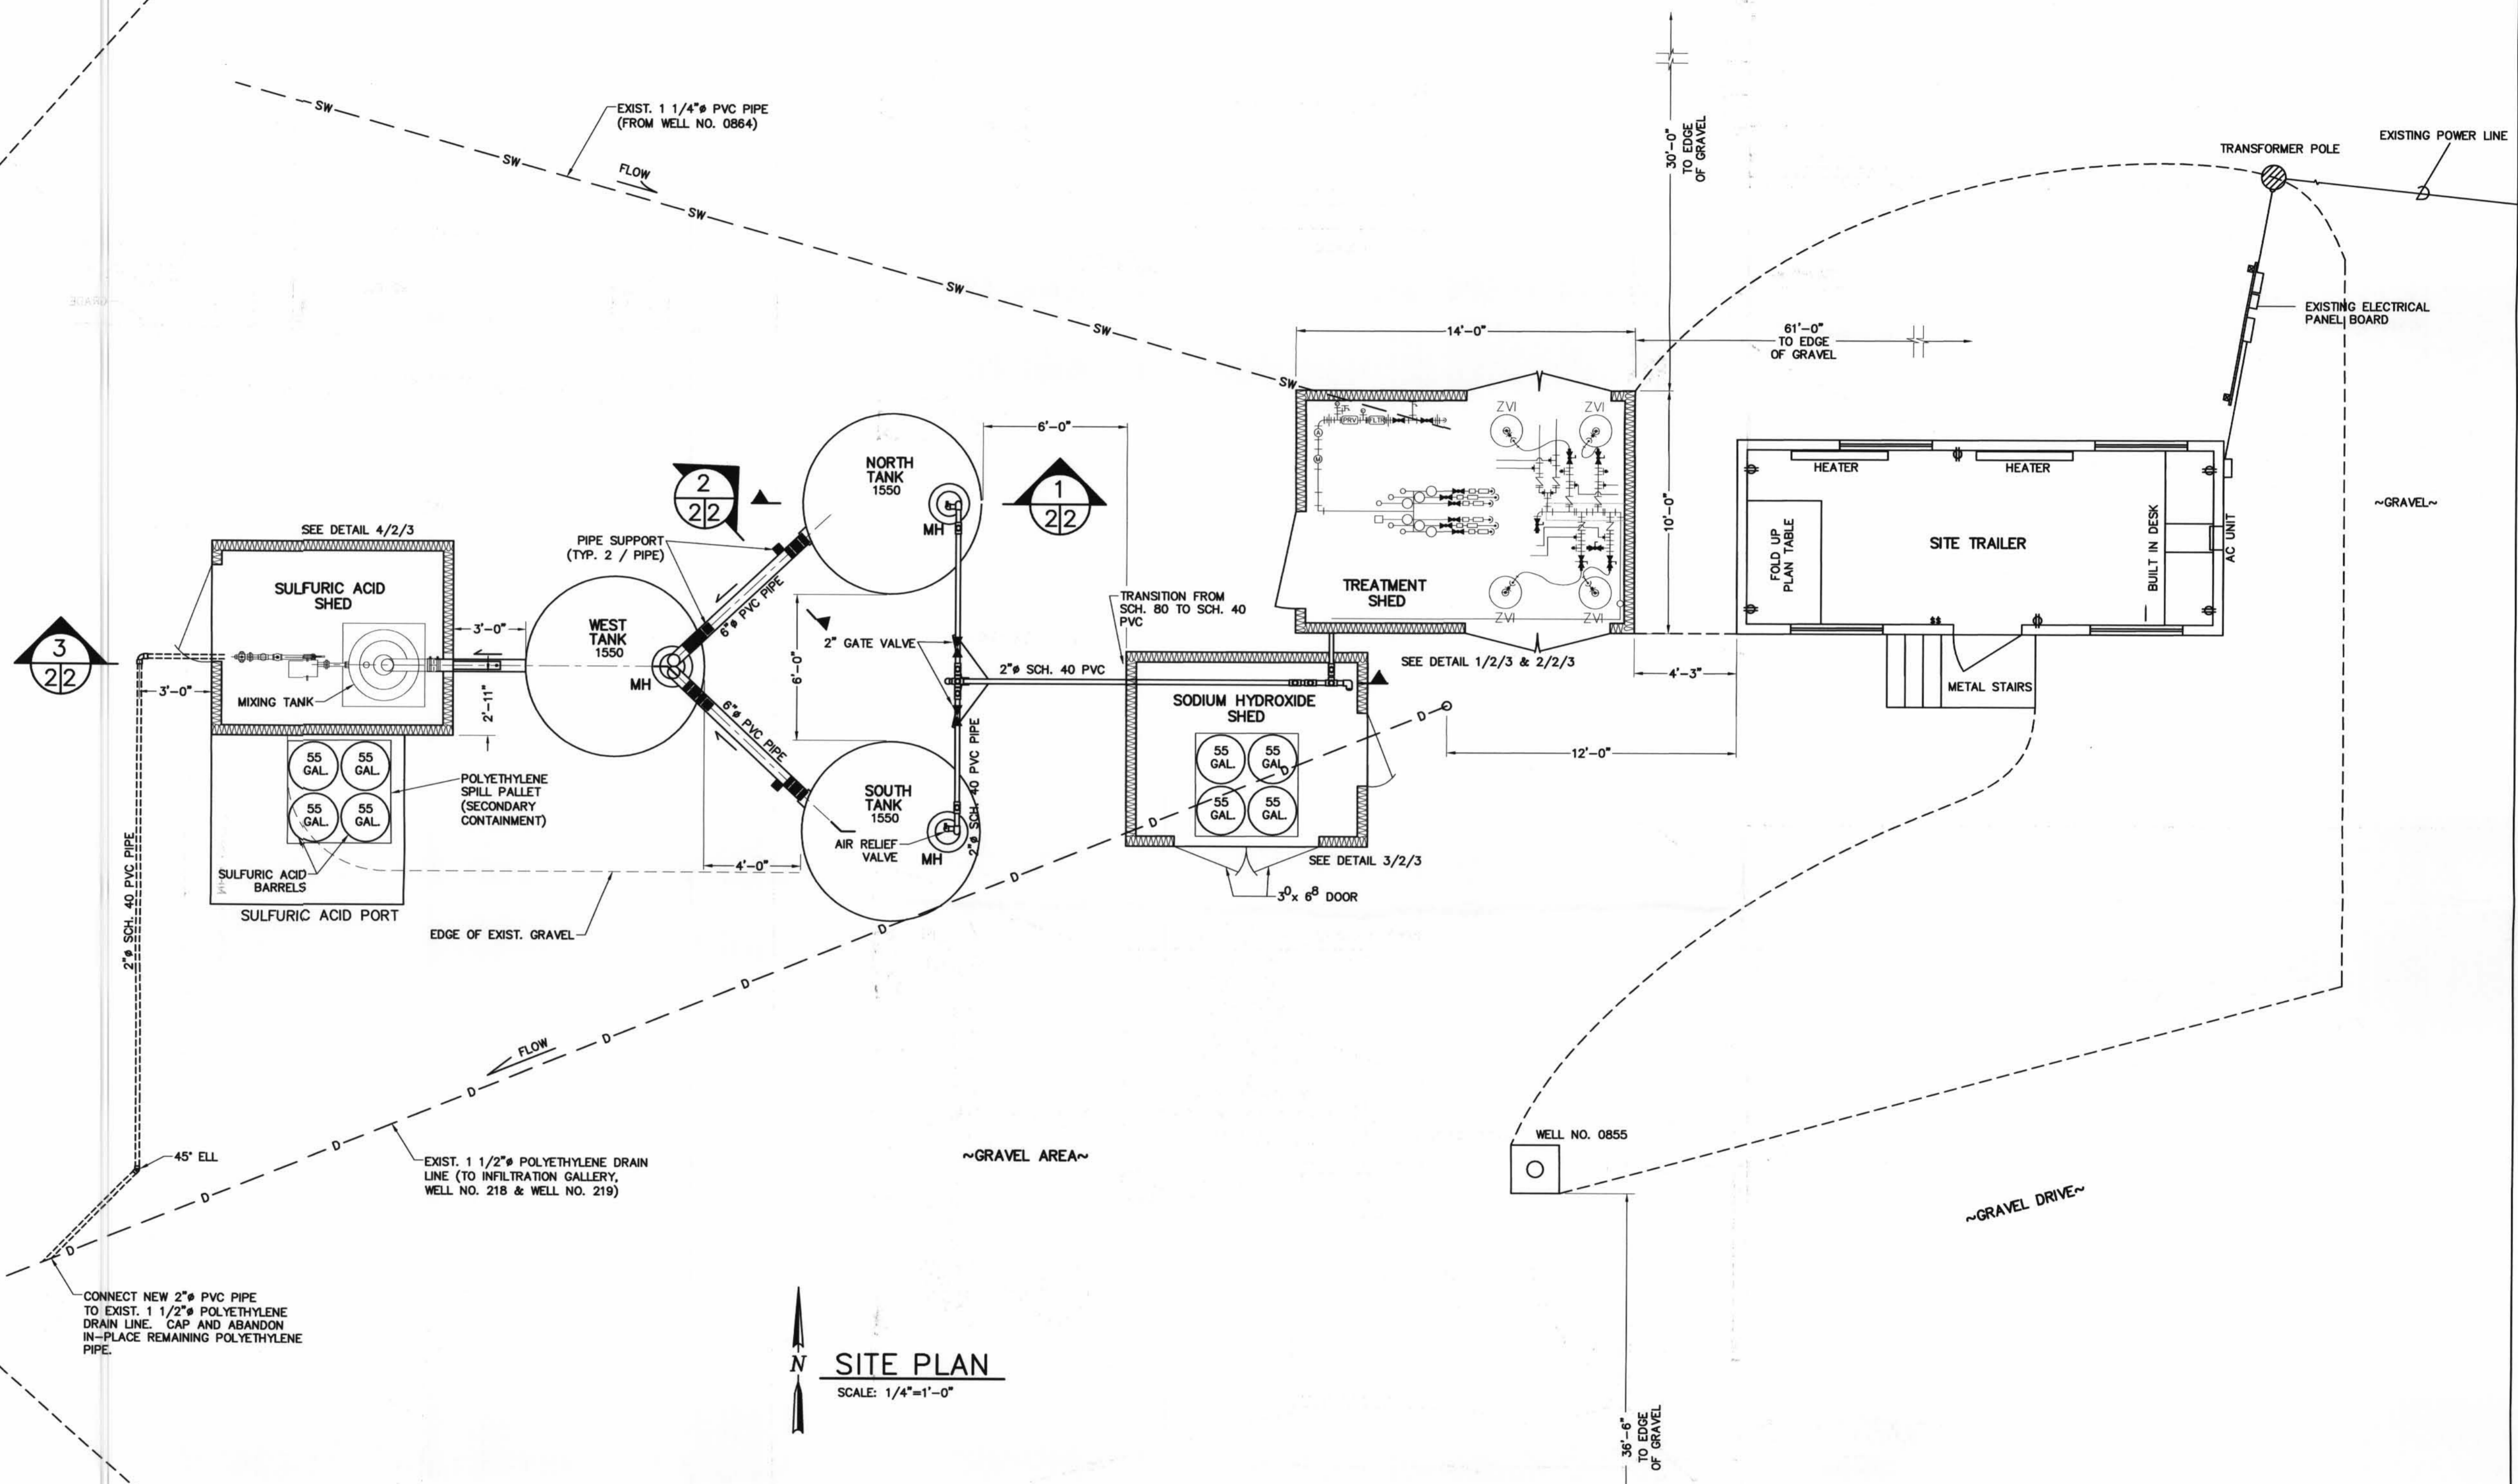 SW
EXIST. 1 1/4"ø PVC PIPE
(FROM WELL NO. 0864)
SW
FLOW
SW
SW
SW
SW
30'-0"
TO EDGE
OF GRAVEL
TRANSFORMER POLE
EXISTING POWER LINE
EXISTING ELECTRICAL
PANEL BOARD
14'-0"
61'-0"
TO EDGE
OF GRAVEL
10'-0"
~GRAVEL~
6'-0"
NORTH
TANK
1550
MH
1
2 2
2
2 2
SEE DETAIL 4/2/3
SULFURIC ACID
SHED
3
2 2
3'-0"
MIXING TANK
2'-11"
3'-0"
PIPE SUPPORT
(TYP. 2 / PIPE)
6"ø PVC PIPE
WEST
TANK
1550
MH
6"ø PVC PIPE
6'-0"
2" GATE VALVE
2"ø SCH. 40 PVC
TRANSITION FROM
SCH. 80 TO SCH. 40
PVC
ZVI
ZVI
PRV
FLTR
A
M
TREATMENT
SHED
ZVI
ZVI
SEE DETAIL 1/2/3 & 2/2/3
4'-3"
12'-0"
HEATER
HEATER
FOLD UP
PLAN TABLE
SITE TRAILER
BUILT IN DESK
AC UNIT
$$
METAL STAIRS
SODIUM HYDROXIDE
SHED
D
55
GAL.
55
GAL.
D
55
GAL.
55
GAL.
D
SEE DETAIL 3/2/3
3⁰x 6⁸ DOOR
SOUTH
TANK
1550
AIR RELIEF
VALVE
MH
2"ø SCH. 40 PVC PIPE
4'-0"
55
GAL.
55
GAL.
55
GAL.
55
GAL.
POLYETHYLENE
SPILL PALLET
(SECONDARY
CONTAINMENT)
SULFURIC ACID
BARRELS
SULFURIC ACID PORT
EDGE OF EXIST. GRAVEL
2"ø SCH. 40 PVC PIPE
D
D
D
D
FLOW
D
D
D
D
45° ELL
EXIST. 1 1/2"ø POLYETHYLENE DRAIN
LINE (TO INFILTRATION GALLERY,
WELL NO. 218 & WELL NO. 219)
~GRAVEL AREA~
WELL NO. 0855
~GRAVEL DRIVE~
CONNECT NEW 2"ø PVC PIPE
TO EXIST. 1 1/2"ø POLYETHYLENE
DRAIN LINE. CAP AND ABANDON
IN-PLACE REMAINING POLYETHYLENE
PIPE.
N
SITE PLAN
SCALE: 1/4"=1'-0"
36'-6"
TO EDGE
OF GRAVEL